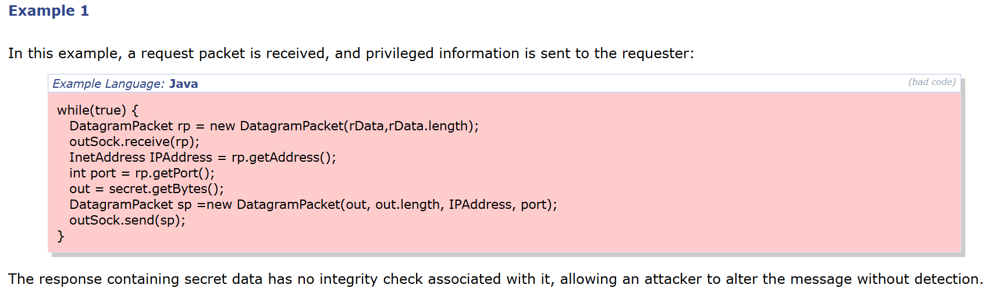 Example 1
In this example, a request packet is received, and privileged information is sent to the requester:
Example Language: Java
(bad code)
while(true) {
DatagramPacket rp = new DatagramPacket(rData,rData.length);
outSock.receive(rp);
InetAddress IPAddress = rp.getAddress();
int port = rp.getPort();
out = secret.getBytes();
DatagramPacket sp =new DatagramPacket(out, out.length, IPAddress, port);
outSock.send(sp);
}
The response containing secret data has no integrity check associated with it, allowing an attacker to alter the message without detection.